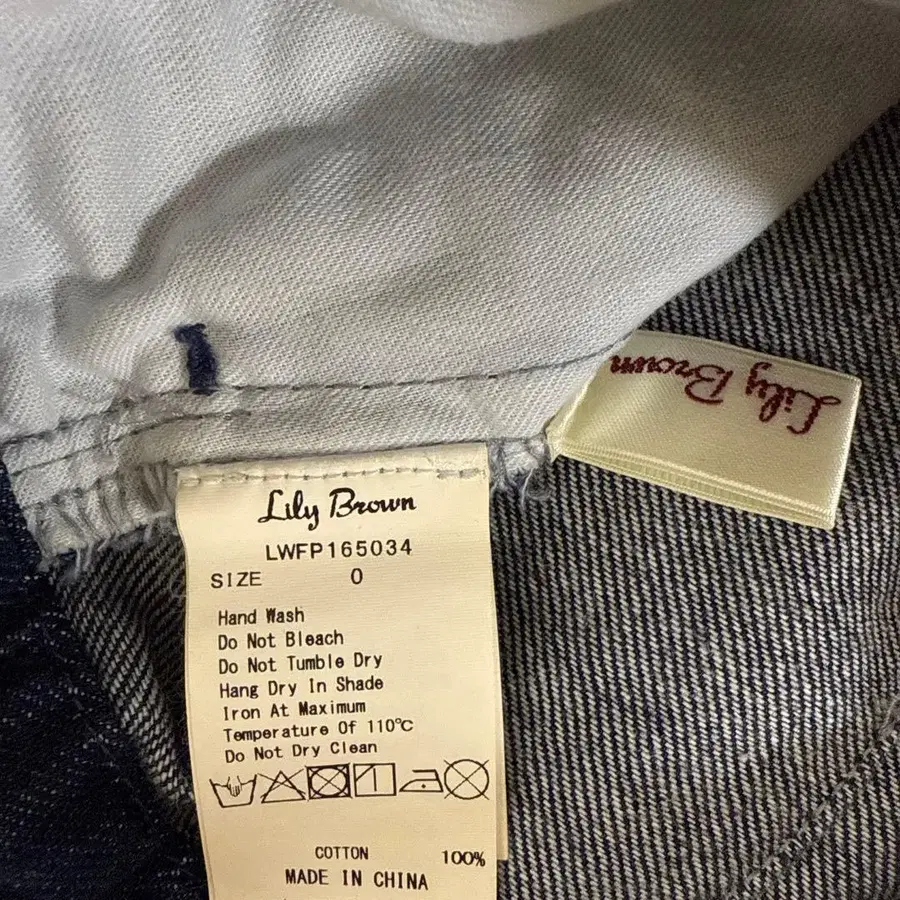 Lily Brown
Lily Brown
LWFP165034
SIZE 0
Hand Wash
Do Not Bleach
Do Not Tumble Dry
Hang Dry In Shade
Iron At Maximum
Temperature Of 110℃
Do Not Dry Clean
COTTON 100%
MADE IN CHINA